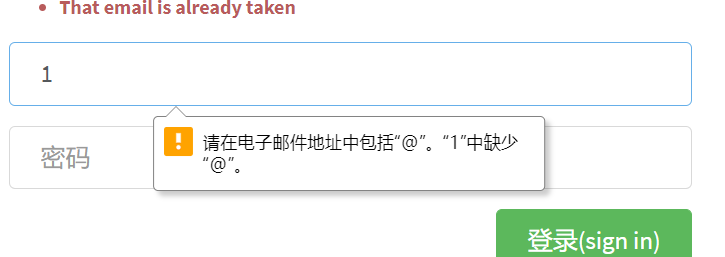 That email is already taken
1
请在电子邮件地址中包括“@”。“1”中缺少
“@”。
密码
登录(sign in)